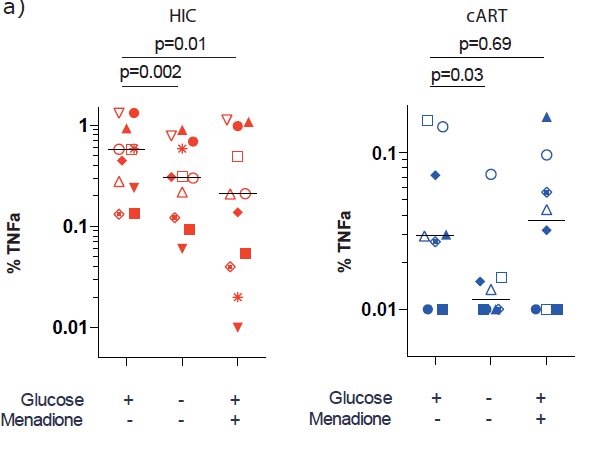 a)
HIC
p=0.01
p=0.002
% TNFa
1
0.1
0.01
Glucose + - +
Menadione - - +
cART
p=0.69
p=0.03
% TNFa
0.1
0.01
Glucose + - +
Menadione - - +